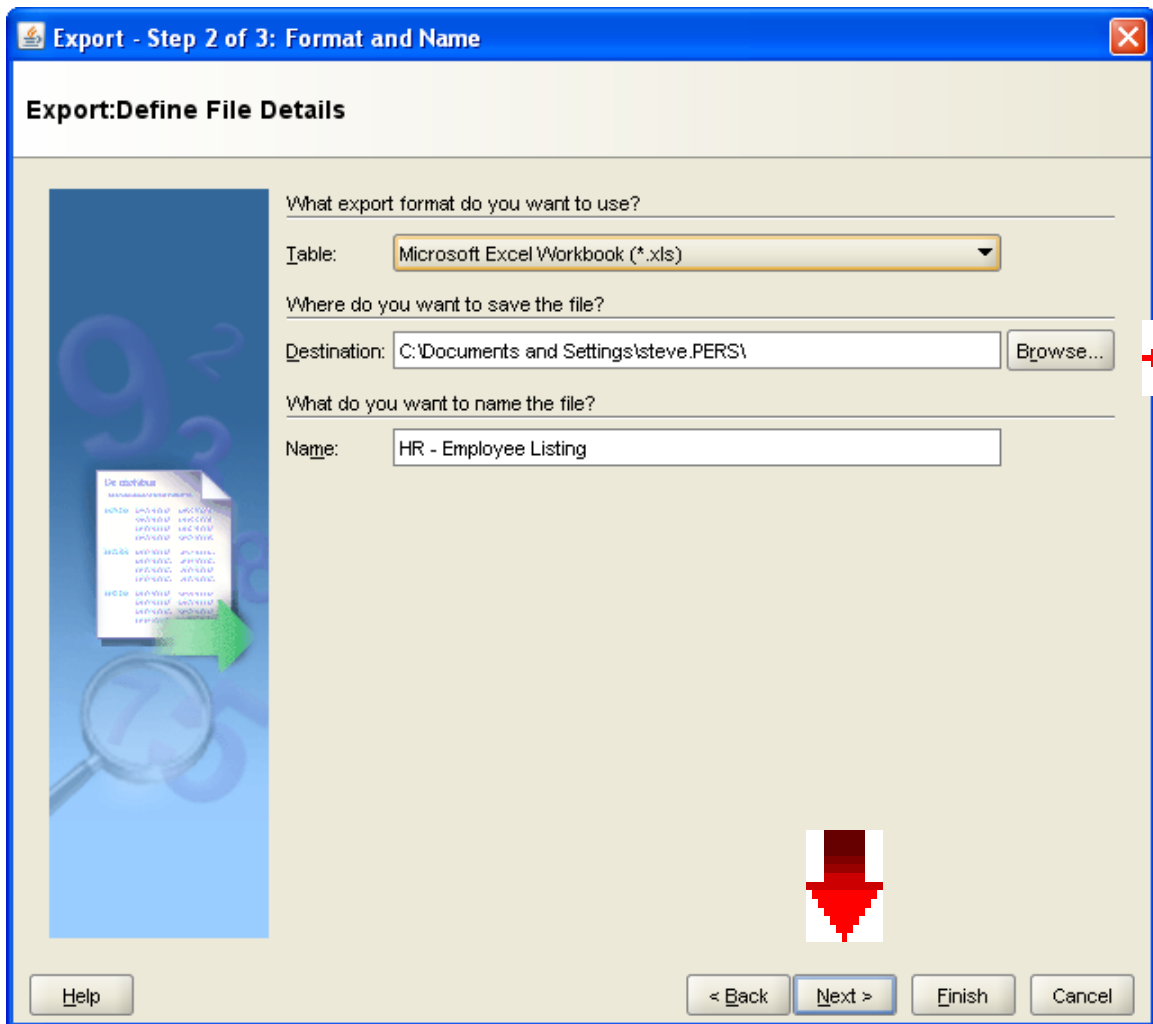 Export - Step 2 of 3: Format and Name
Export:Define File Details
What export format do you want to use?
Table: Microsoft Excel Workbook (*.xls)
Where do you want to save the file?
Destination: C:\Documents and Settings\steve.PERS\ Browse...
What do you want to name the file?
Name: HR - Employee Listing
Help < Back Next > Finish Cancel